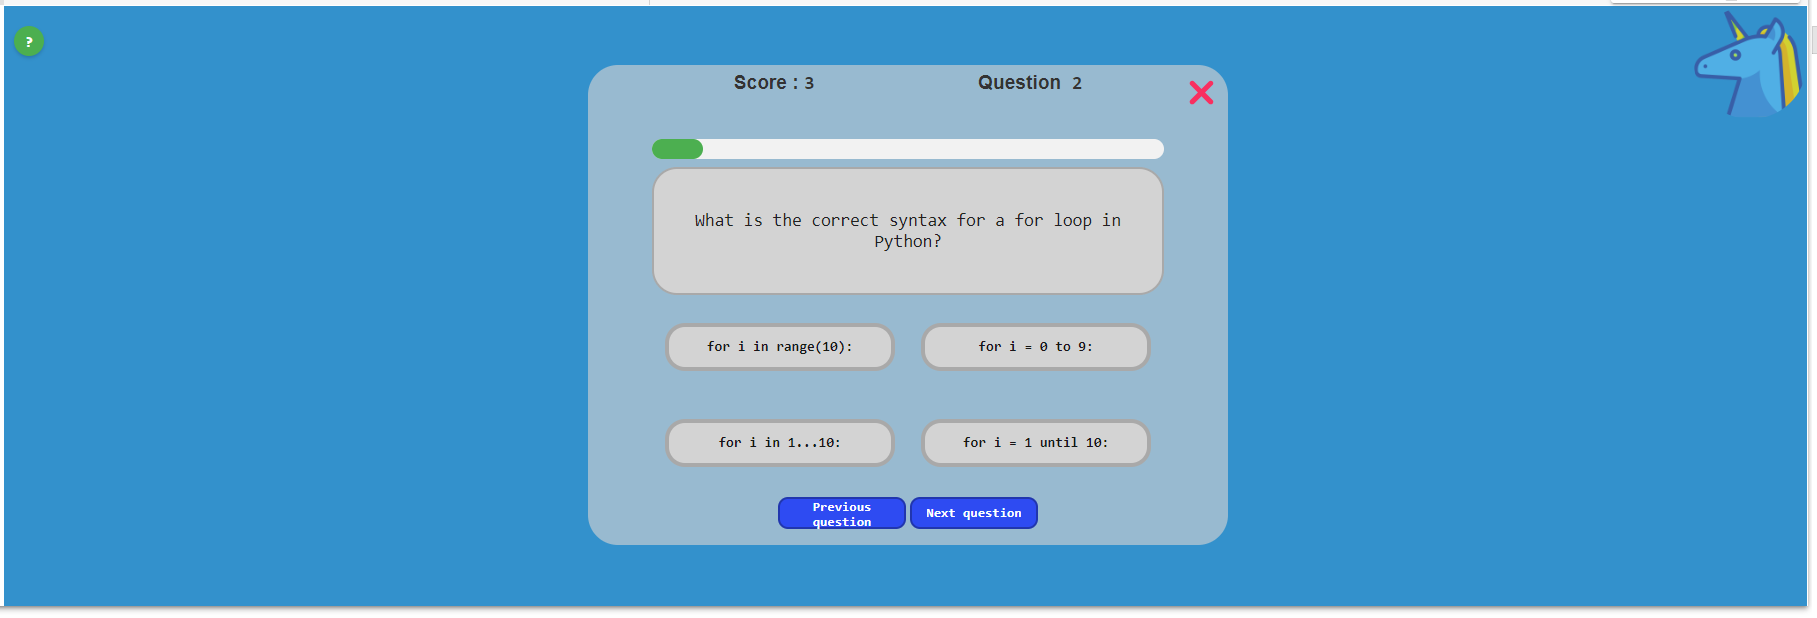 ?
Score : 3
Question 2
What is the correct syntax for a for loop in
Python?
for i in range(10):
for i = 0 to 9:
for i in 1...10:
for i = 1 until 10:
Previous
question
Next question